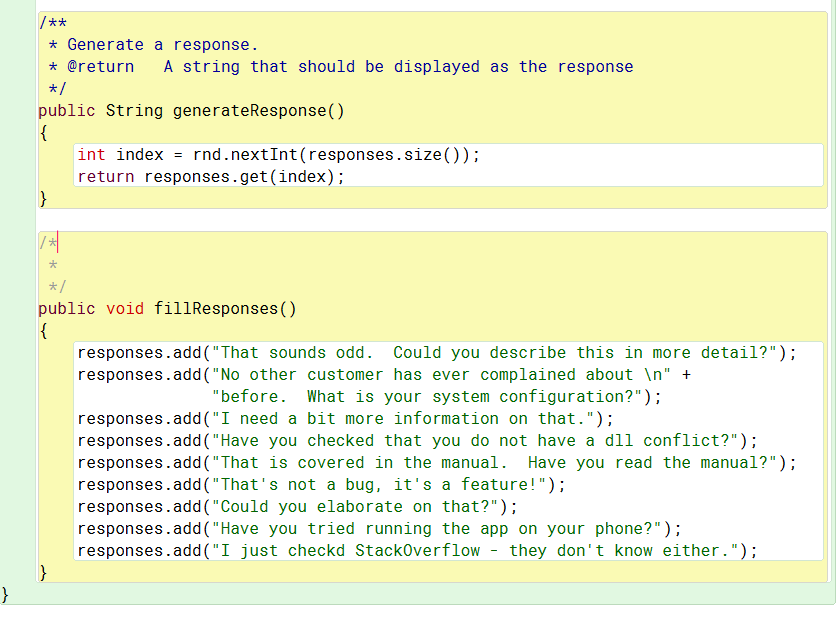 /**
 * Generate a response.
 * @return   A string that should be displayed as the response
 */
public String generateResponse()
{
    int index = rnd.nextInt(responses.size());
    return responses.get(index);
}
/*
 *
 */
public void fillResponses()
{
    responses.add("That sounds odd.  Could you describe this in more detail?");
    responses.add("No other customer has ever complained about \n" +
                  "before.  What is your system configuration?");
    responses.add("I need a bit more information on that.");
    responses.add("Have you checked that you do not have a dll conflict?");
    responses.add("That is covered in the manual.  Have you read the manual?");
    responses.add("That's not a bug, it's a feature!");
    responses.add("Could you elaborate on that?");
    responses.add("Have you tried running the app on your phone?");
    responses.add("I just checkd StackOverflow - they don't know either.");
}
}